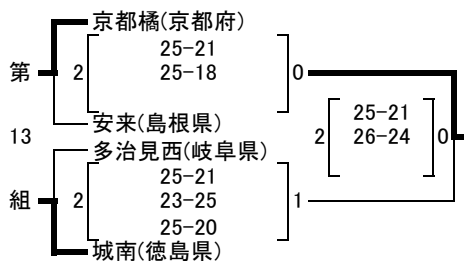 京都橘(京都府)
25-21
第 2 25-18 0
安来(島根県)
25-21
13 2 26-24 0
多治見西(岐阜県)
25-21
組 2 23-25 1
25-20
城南(徳島県)